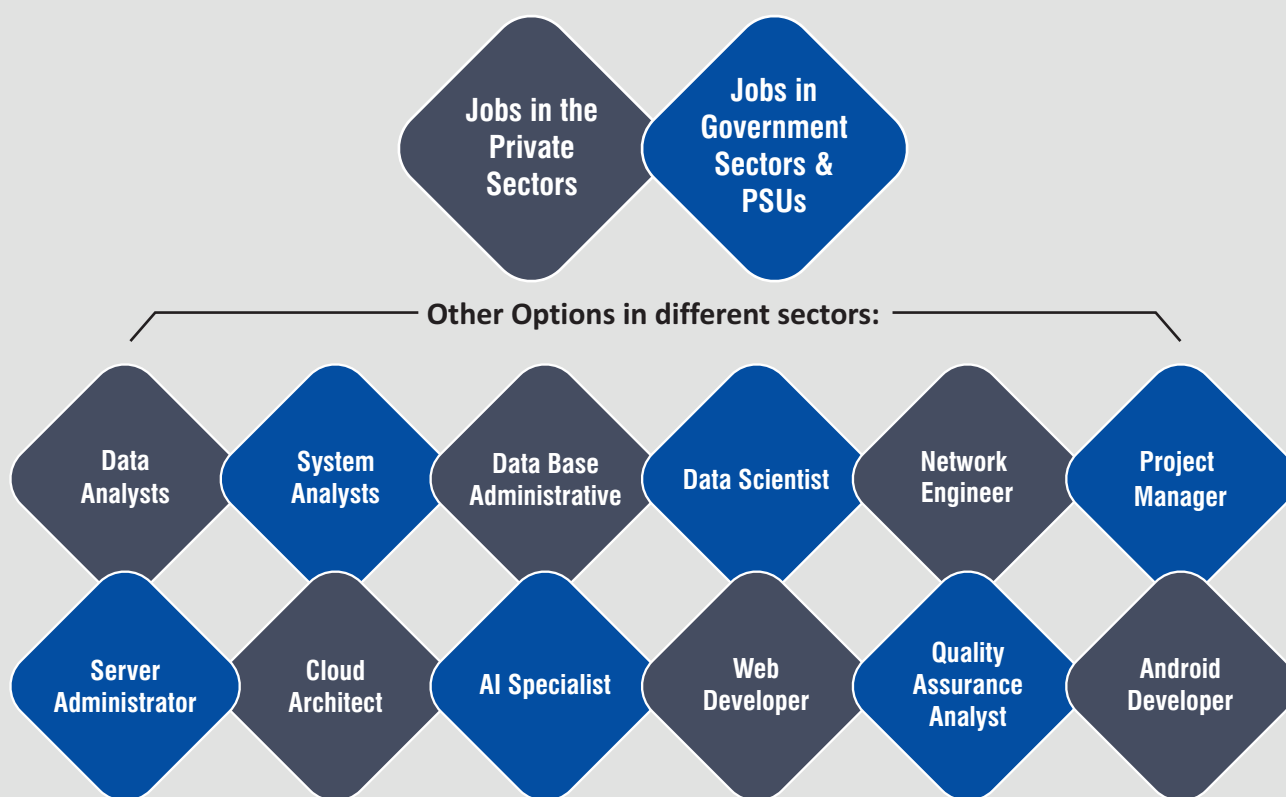 Jobs in the
Private
Sectors
Jobs in
Government
Sectors &
PSUs
Other Options in different sectors:
Data
Analysts
System
Analysts
Data Base
Administrative
Data Scientist
Network
Engineer
Project
Manager
Server
Administrator
Cloud
Architect
AI Specialist
Web
Developer
Quality
Assurance
Analyst
Android
Developer